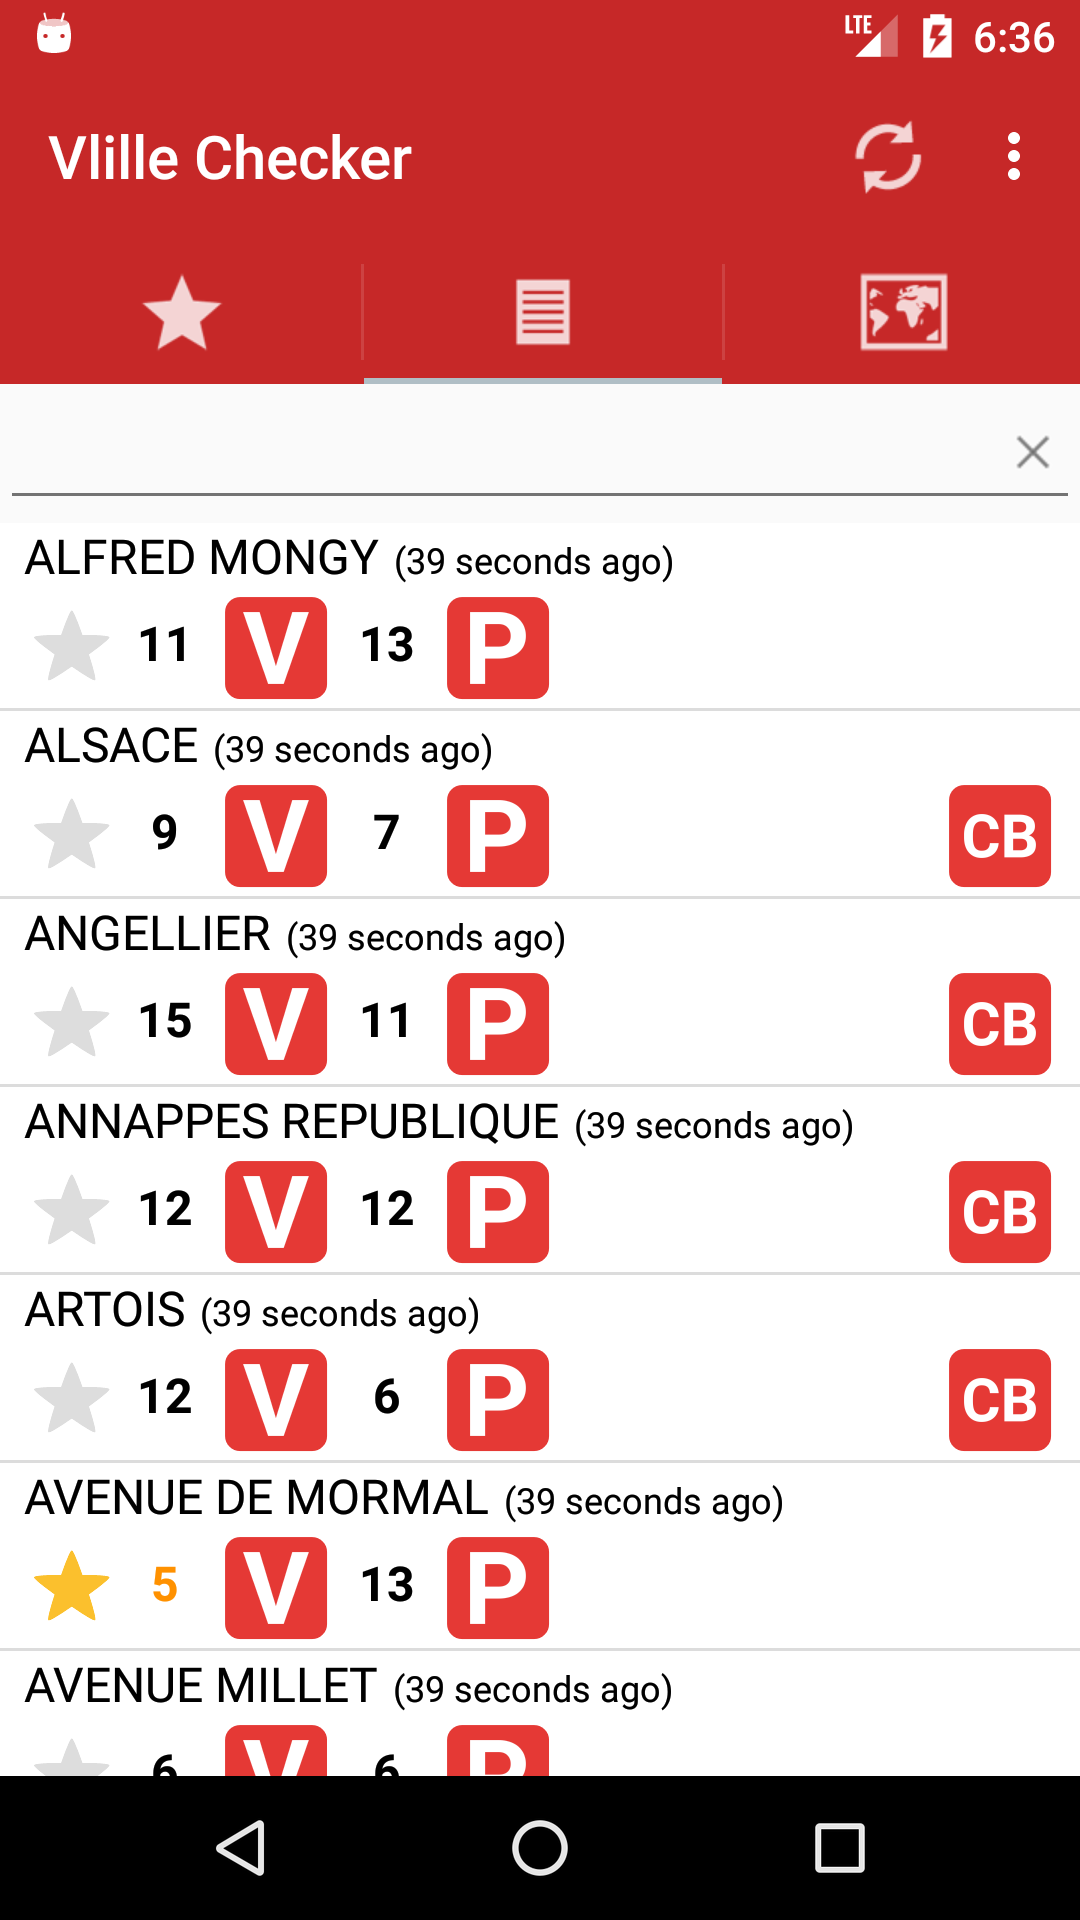 LTE 6:36
Vlille Checker
ALFRED MONGY (39 seconds ago)
11 V 13 P
ALSACE (39 seconds ago)
9 V 7 P CB
ANGELLIER (39 seconds ago)
15 V 11 P CB
ANNAPPES REPUBLIQUE (39 seconds ago)
12 V 12 P CB
ARTOIS (39 seconds ago)
12 V 6 P CB
AVENUE DE MORMAL (39 seconds ago)
5 V 13 P
AVENUE MILLET (39 seconds ago)
6 V 6 P